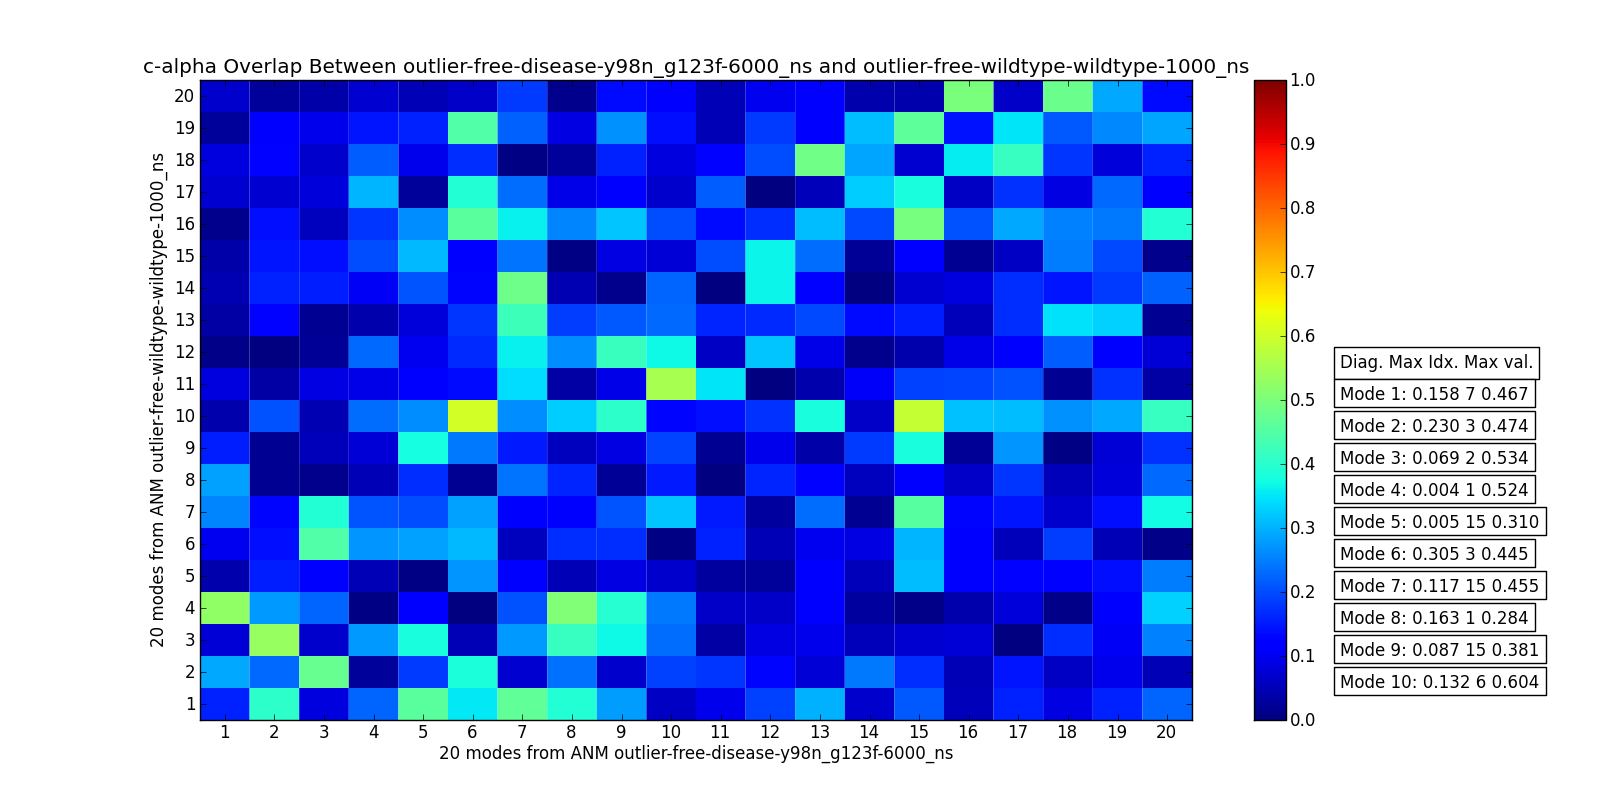 c-alpha Overlap Between outlier-free-disease-y98n_g123f-6000_ns and outlier-free-wildtype-wildtype-1000_ns
20 modes from ANM outlier-free-wildtype-wildtype-1000_ns
20
19
18
17
16
15
14
13
12
11
10
9
8
7
6
5
4
3
2
1
1 2 3 4 5 6 7 8 9 10 11 12 13 14 15 16 17 18 19 20
20 modes from ANM outlier-free-disease-y98n_g123f-6000_ns
1.0
0.9
0.8
0.7
0.6
0.5
0.4
0.3
0.2
0.1
0.0
Diag. Max Idx. Max val.
Mode 1: 0.158 7 0.467
Mode 2: 0.230 3 0.474
Mode 3: 0.069 2 0.534
Mode 4: 0.004 1 0.524
Mode 5: 0.005 15 0.310
Mode 6: 0.305 3 0.445
Mode 7: 0.117 15 0.455
Mode 8: 0.163 1 0.284
Mode 9: 0.087 15 0.381
Mode 10: 0.132 6 0.604